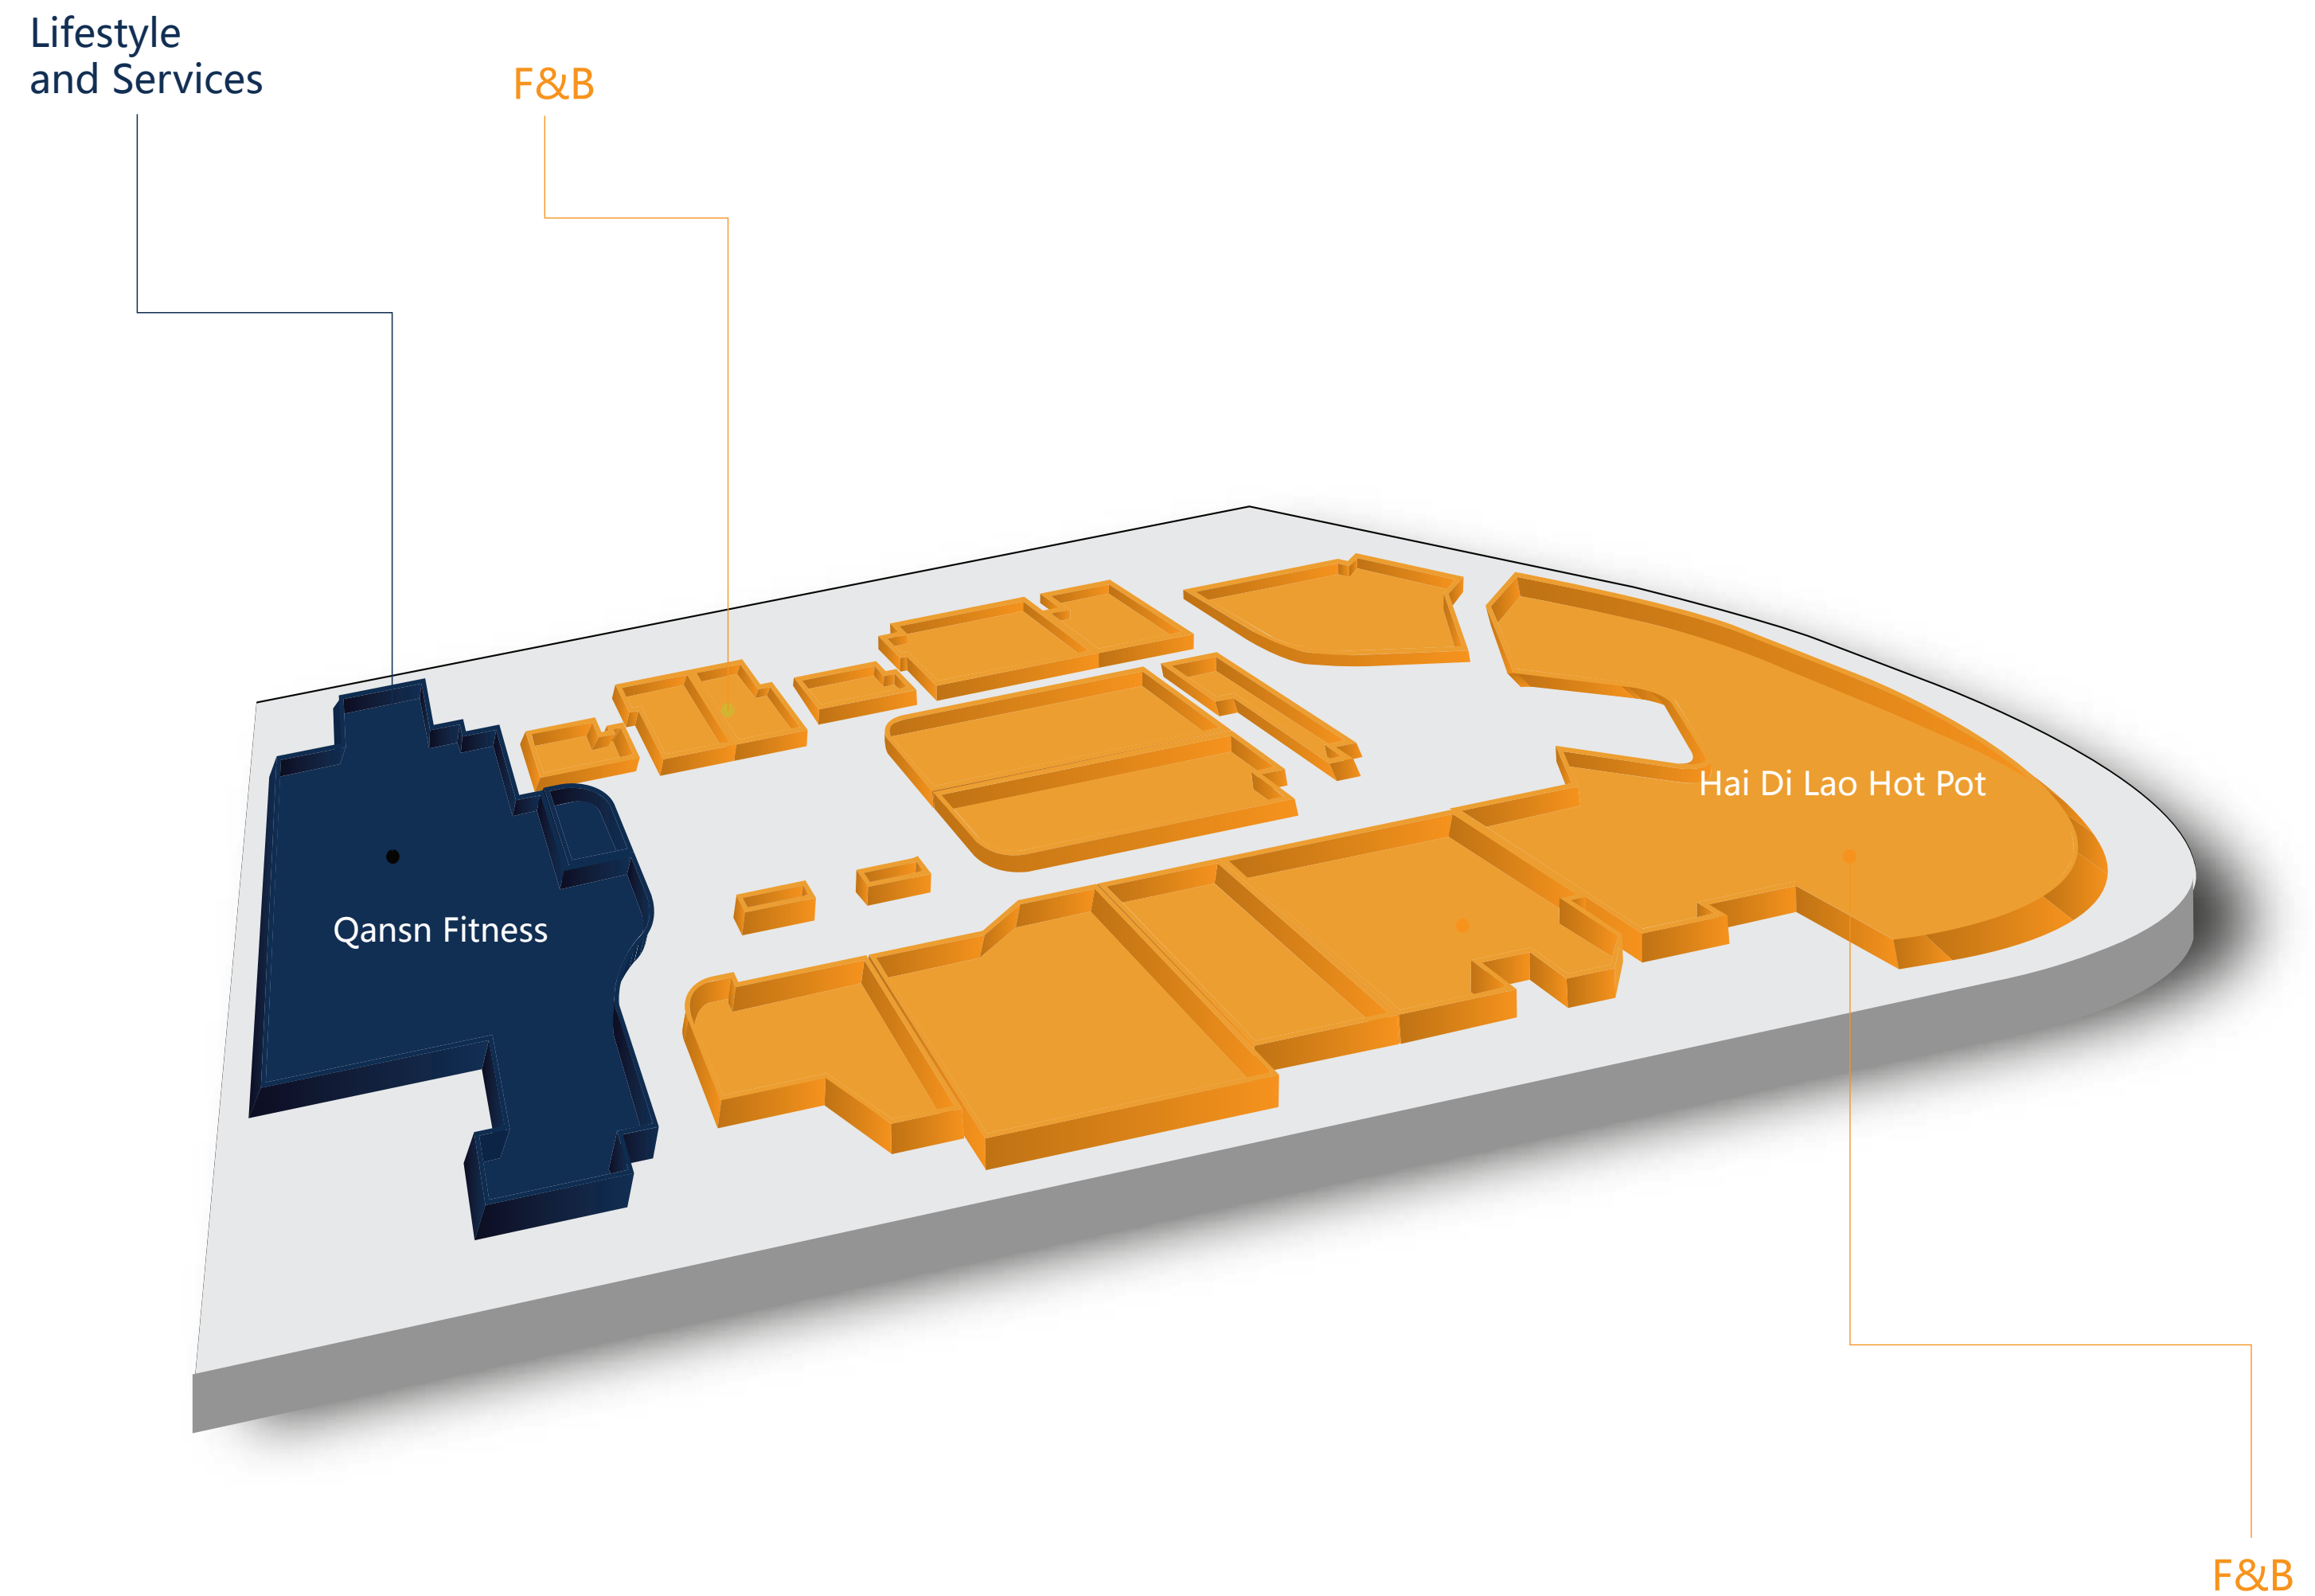 Lifestyle
and Services
F&B
Hai Di Lao Hot Pot
Qansn Fitness
F&B